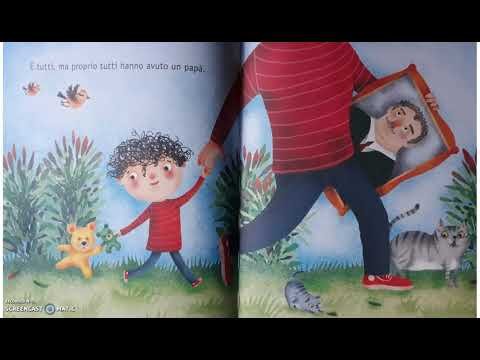 E tutti, ma proprio tutti hanno avuto un papà.
SCREENCAST MATIC